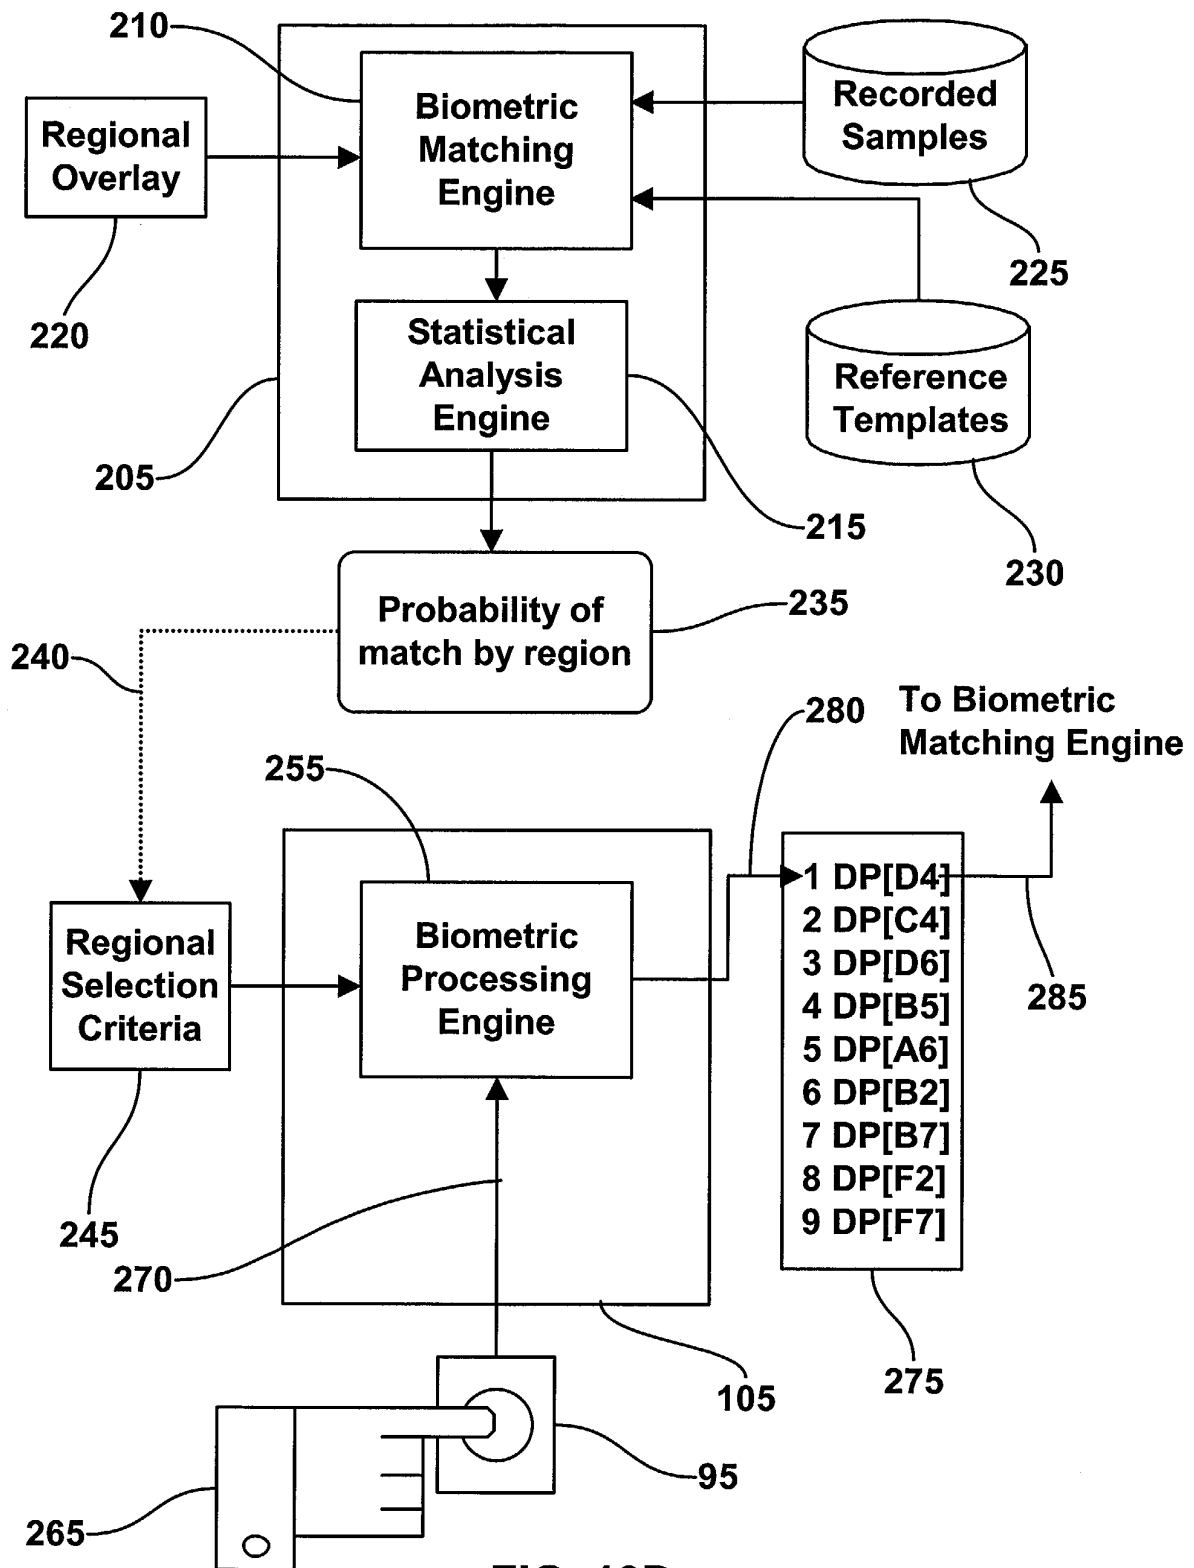 210
Regional
Overlay
220
Biometric
Matching
Engine
Recorded
Samples
225
Statistical
Analysis
Engine
Reference
Templates
205
215
230
Probability of
match by region
235
240
280
To Biometric
Matching Engine
255
Regional
Selection
Criteria
Biometric
Processing
Engine
1 DP[D4]
2 DP[C4]
3 DP[D6]
4 DP[B5]
5 DP[A6]
6 DP[B2]
7 DP[B7]
8 DP[F2]
9 DP[F7]
285
245
270
105
275
95
265